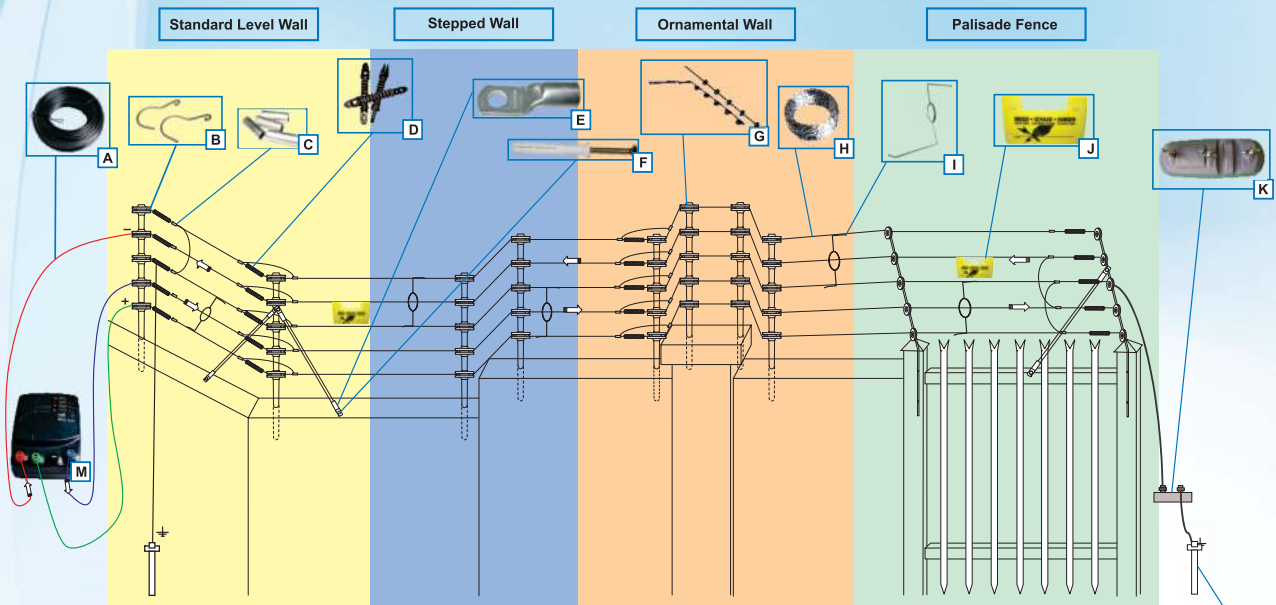 Standard Level Wall
Stepped Wall
Ornamental Wall
Palisade Fence
A
B
C
D
E
F
G
H
I
J
K
M
−
+